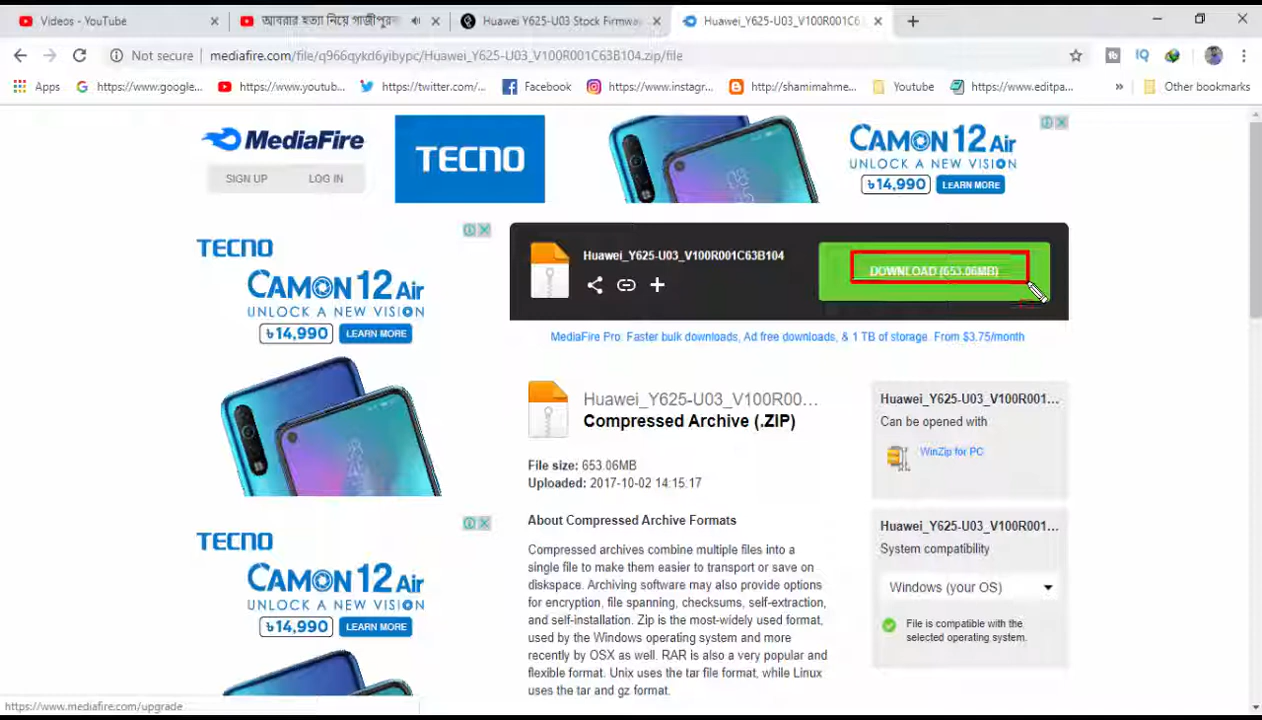 Videos - YouTube
আবরার হত্যা নিয়ে গাজীপুর
Huawei Y625-U03 Stock Firmwa
Huawei_Y625-U03_V100R001C6
Not secure
mediafire.com/file/q966qykd6yibypc/Huawei_Y625-U03_V100R001C63B104.zip/file
Apps
https://www.google...
https://www.youtub...
https://twitter.com/...
Facebook
https://www.instagr...
http://shamimahme...
Youtube
https://www.editpa...
»
Other bookmarks
MediaFire
SIGN UP
LOG IN
TECNO
CAMON 12 Air
UNLOCK A NEW VISION
৳14,990
LEARN MORE
TECNO
CAMON 12 Air
UNLOCK A NEW VISION
৳14,990
LEARN MORE
Huawei_Y625-U03_V100R001C63B104
DOWNLOAD (653.06MB)
MediaFire Pro: Faster bulk downloads, Ad free downloads, & 1 TB of storage. From $3.75/month
Huawei_Y625-U03_V100R00...
Compressed Archive (.ZIP)
File size: 653.06MB
Uploaded: 2017-10-02 14:15:17
About Compressed Archive Formats
Compressed archives combine multiple files into a
single file to make them easier to transport or save on
diskspace. Archiving software may also provide options
for encryption, file spanning, checksums, self-extraction,
and self-installation. Zip is the most-widely used format,
used by the Windows operating system and more
recently by OSX as well. RAR is also a very popular and
flexible format. Unix uses the tar file format, while Linux
uses the tar and gz format.
Huawei_Y625-U03_V100R001...
Can be opened with
WinZip for PC
Huawei_Y625-U03_V100R001...
System compatibility
Windows (your OS)
File is compatible with the
selected operating system.
TECNO
CAMON 12 Air
UNLOCK A NEW VISION
৳14,990
LEARN MORE
https://www.mediafire.com/upgrade